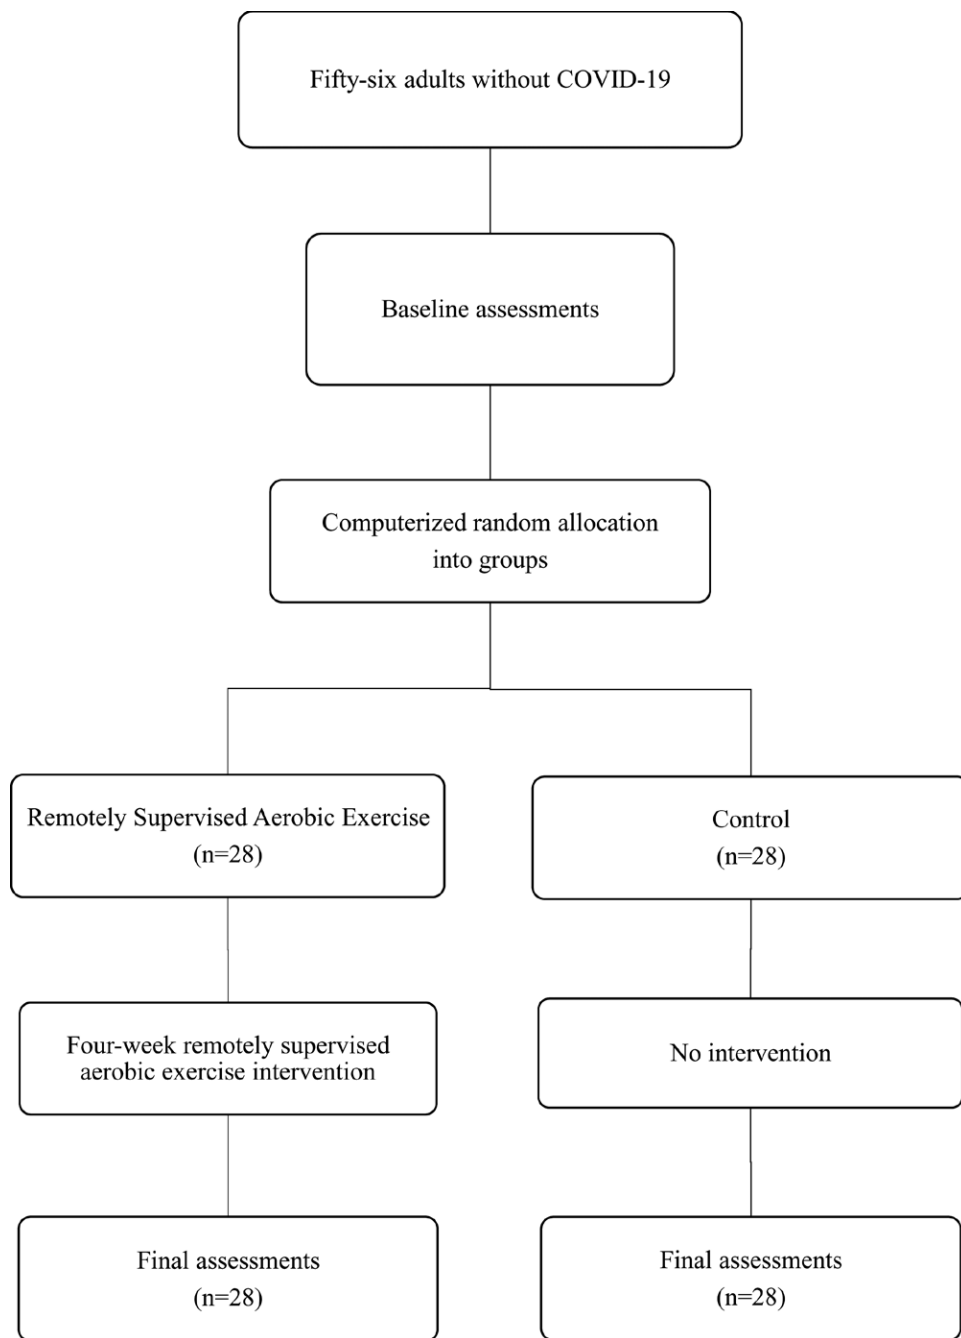 Fifty-six adults without COVID-19
Baseline assessments
Computerized random allocation
into groups
Remotely Supervised Aerobic Exercise
(n=28)
Control
(n=28)
Four-week remotely supervised
aerobic exercise intervention
No intervention
Final assessments
(n=28)
Final assessments
(n=28)